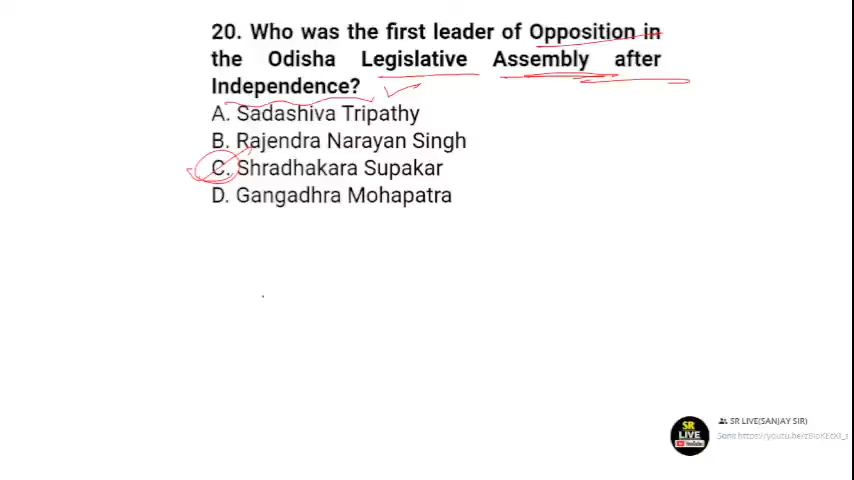 20. Who was the first leader of Opposition in
the Odisha Legislative Assembly after
Independence?
A. Sadashiva Tripathy
B. Rajendra Narayan Singh
C. Shradhakara Supakar
D. Gangadhra Mohapatra
SR LIVE(SANJAY SIR)
SR
LIVE
YouTube